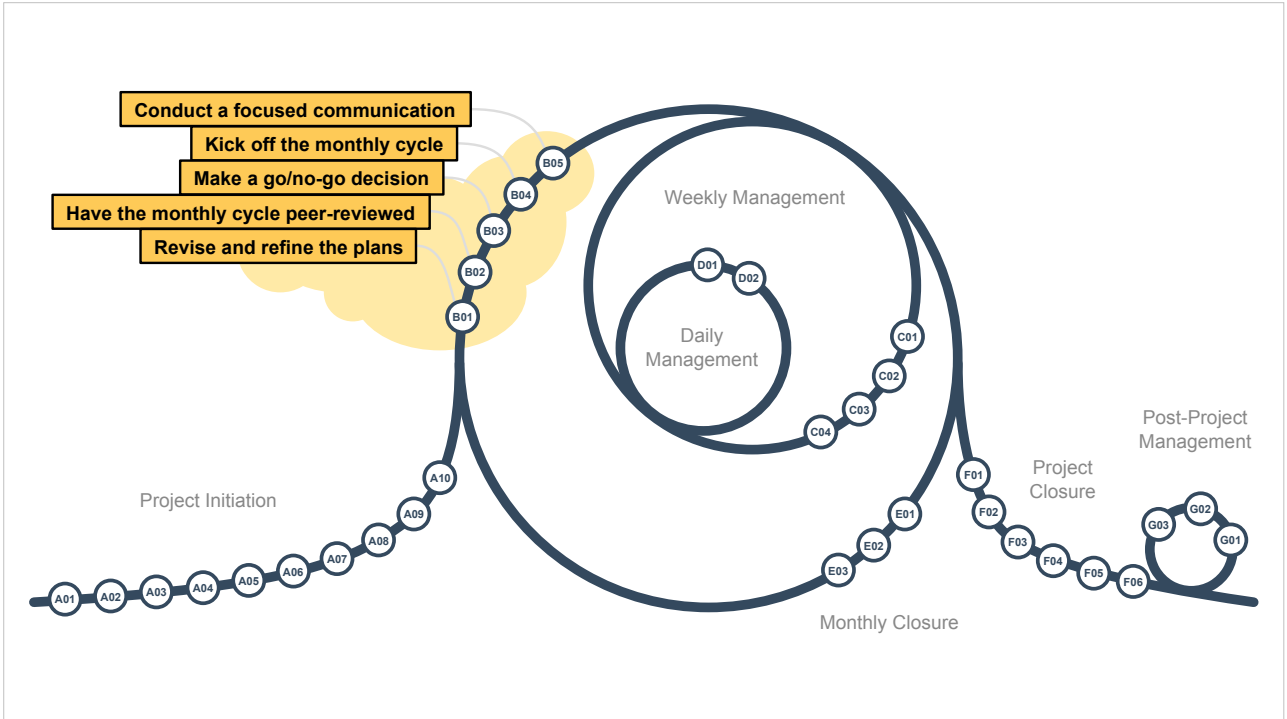 Conduct a focused communication
Kick off the monthly cycle
Make a go/no-go decision
Have the monthly cycle peer-reviewed
Revise and refine the plans
B05
B04
B03
B02
B01
Weekly Management
D01
D02
Daily
Management
C01
C02
C03
C04
Project Initiation
A01
A02
A03
A04
A05
A06
A07
A08
A09
A10
E01
E02
E03
Monthly Closure
F01
F02
F03
F04
F05
F06
Project
Closure
Post-Project
Management
G03
G02
G01